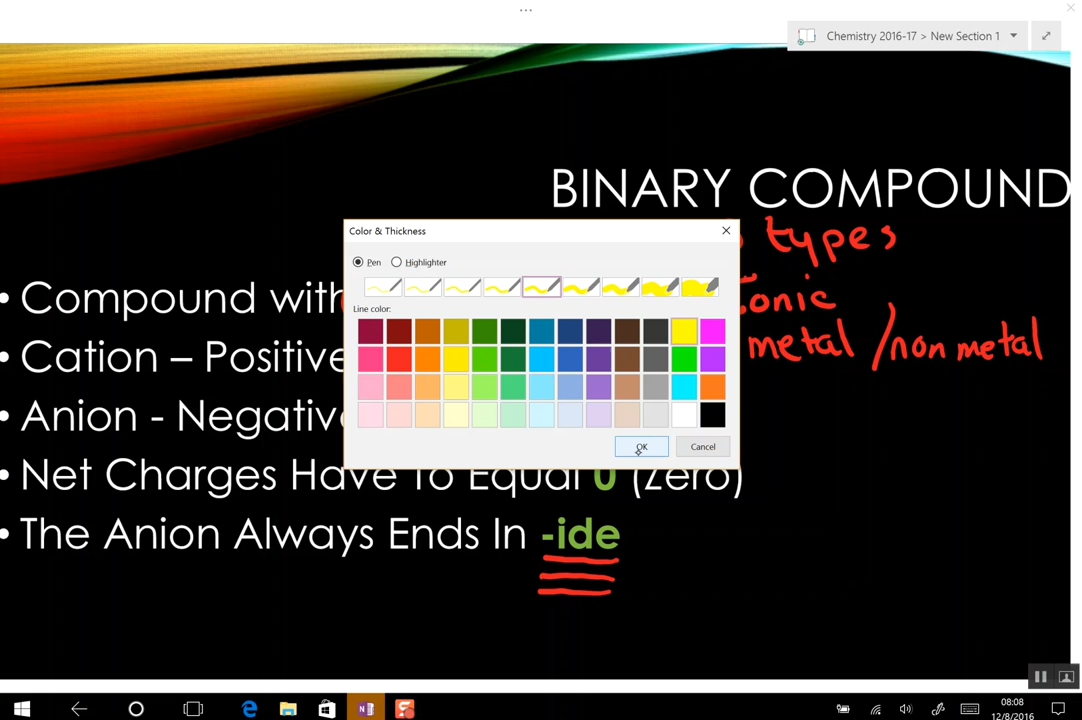 Chemistry 2016-17 > New Section 1
BINARY COMPOUND
types
ionic
metal / non metal
Color & Thickness
Pen
Highlighter
Line color:
OK
Cancel
• Compound with
• Cation – Positive
• Anion - Negative
• Net Charges Have To Equal 0 (Zero)
• The Anion Always Ends In -ide
08:08
12/8/2016